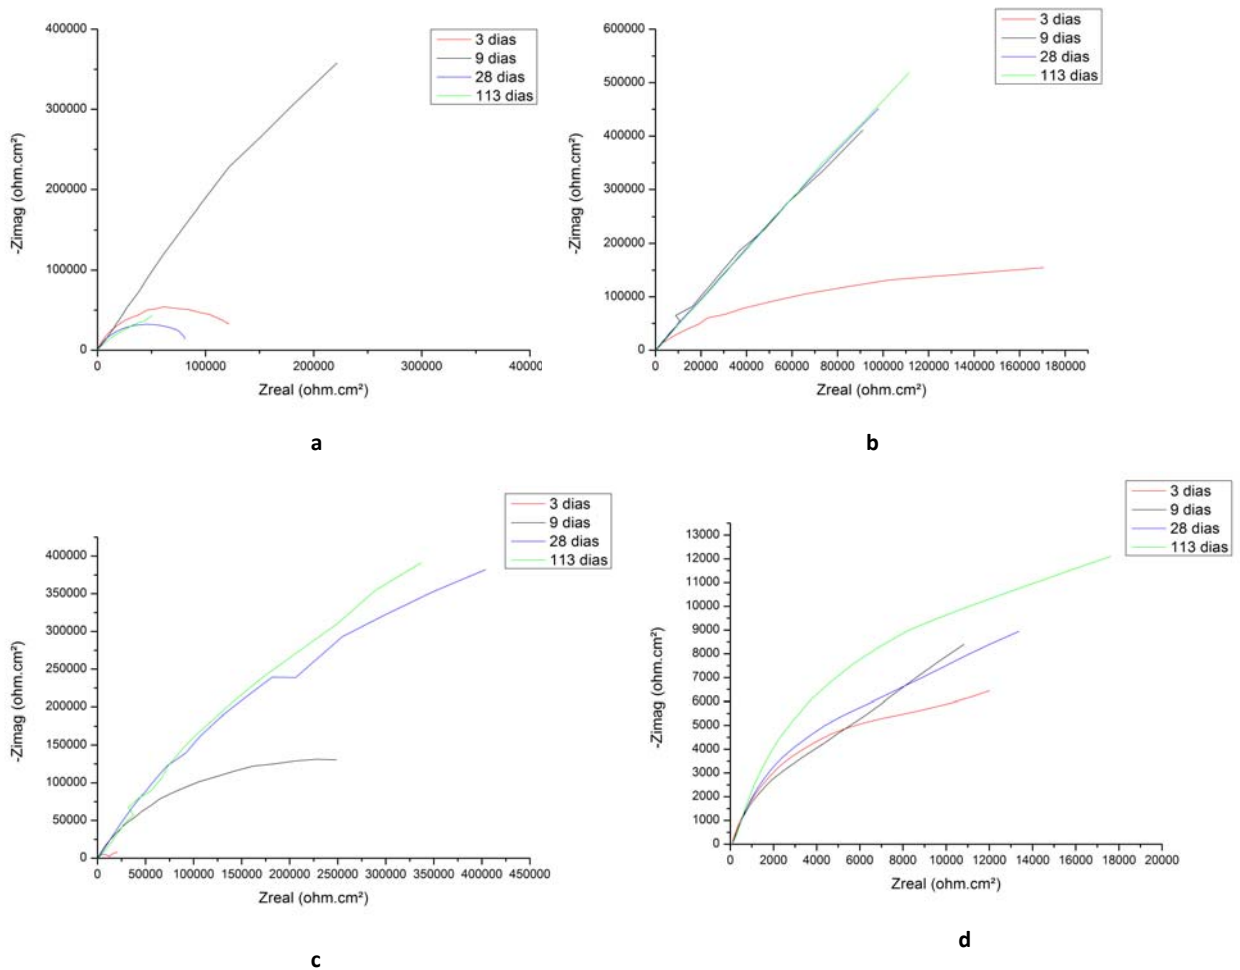 400000
300000
200000
100000
0
-Zimag (ohm.cm²)
3 dias
9 dias
28 dias
113 dias
0 100000 200000 300000 40000
Zreal (ohm.cm²)
a
600000
500000
400000
300000
200000
100000
0
-Zimag (ohm.cm²)
3 dias
9 dias
28 dias
113 dias
0 20000 40000 60000 80000 100000 120000 140000 160000 180000
Zreal (ohm.cm²)
b
400000
350000
300000
250000
200000
150000
100000
50000
0
-Zimag (ohm.cm²)
3 dias
9 dias
28 dias
113 dias
0 50000 100000 150000 200000 250000 300000 350000 400000 450000
Zreal (ohm.cm²)
c
13000
12000
11000
10000
9000
8000
7000
6000
5000
4000
3000
2000
1000
0
-Zimag (ohm.cm²)
3 dias
9 dias
28 dias
113 dias
0 2000 4000 6000 8000 10000 12000 14000 16000 18000 20000
Zreal (ohm.cm²)
d